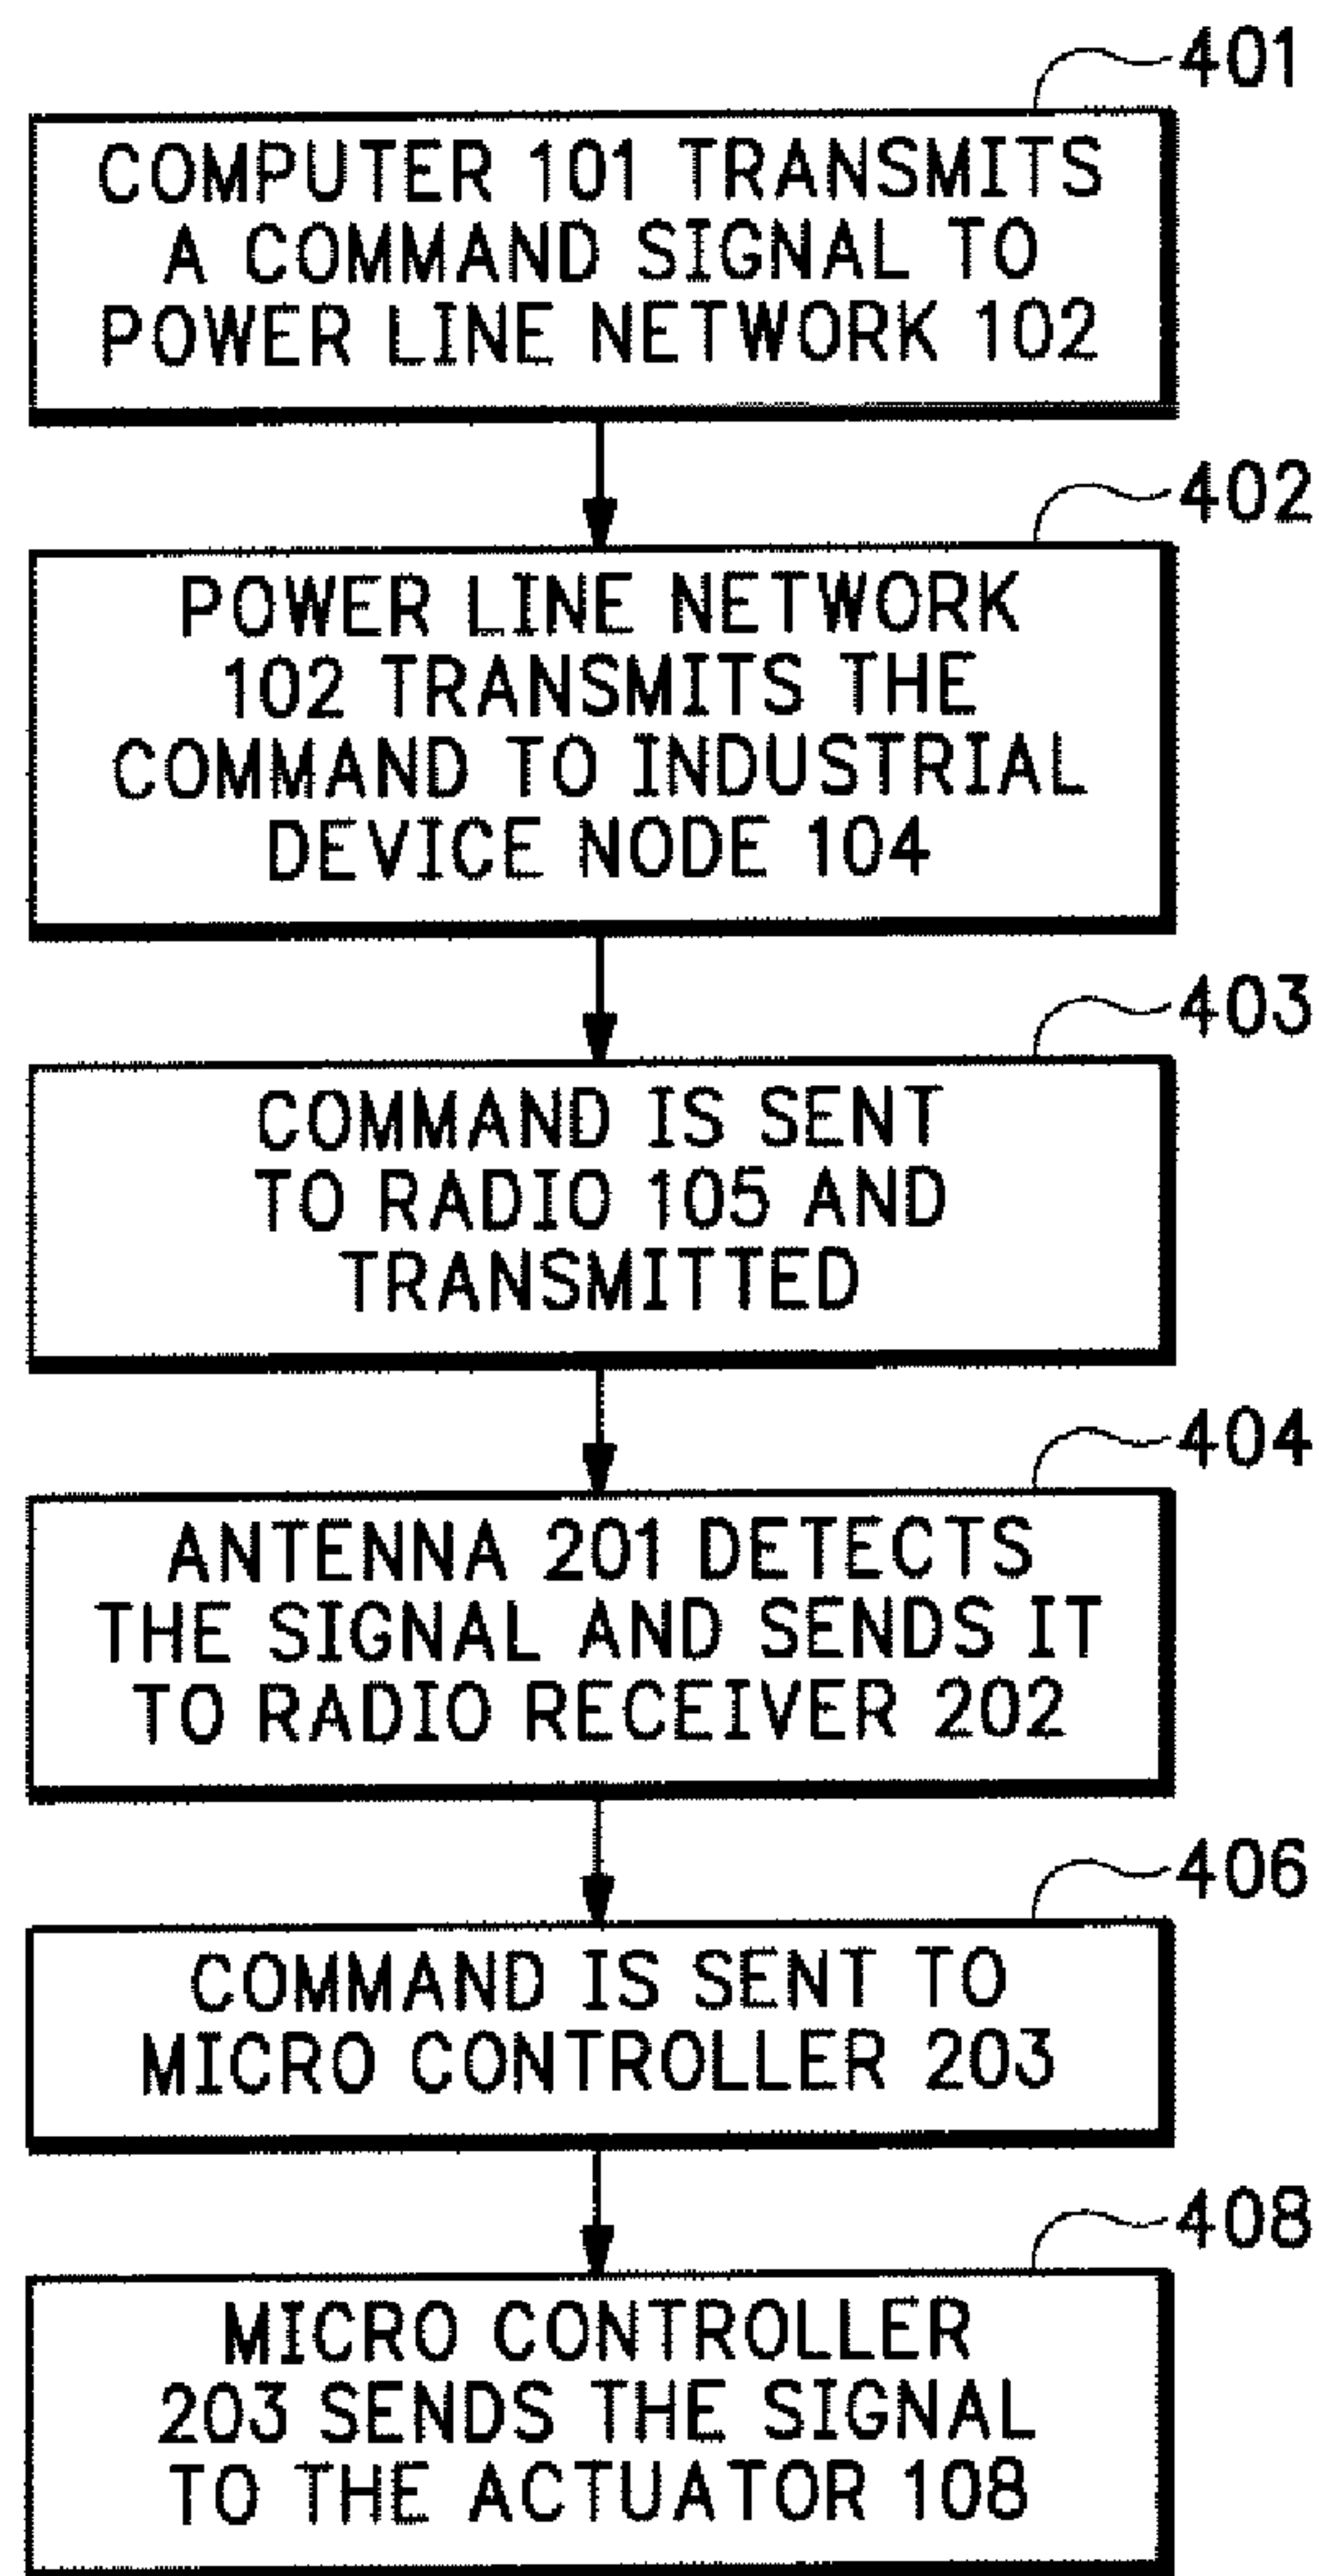 401
COMPUTER 101 TRANSMITS
A COMMAND SIGNAL TO
POWER LINE NETWORK 102
402
POWER LINE NETWORK
102 TRANSMITS THE
COMMAND TO INDUSTRIAL
DEVICE NODE 104
403
COMMAND IS SENT
TO RADIO 105 AND
TRANSMITTED
404
ANTENNA 201 DETECTS
THE SIGNAL AND SENDS IT
TO RADIO RECEIVER 202
406
COMMAND IS SENT TO
MICRO CONTROLLER 203
408
MICRO CONTROLLER
203 SENDS THE SIGNAL
TO THE ACTUATOR 108